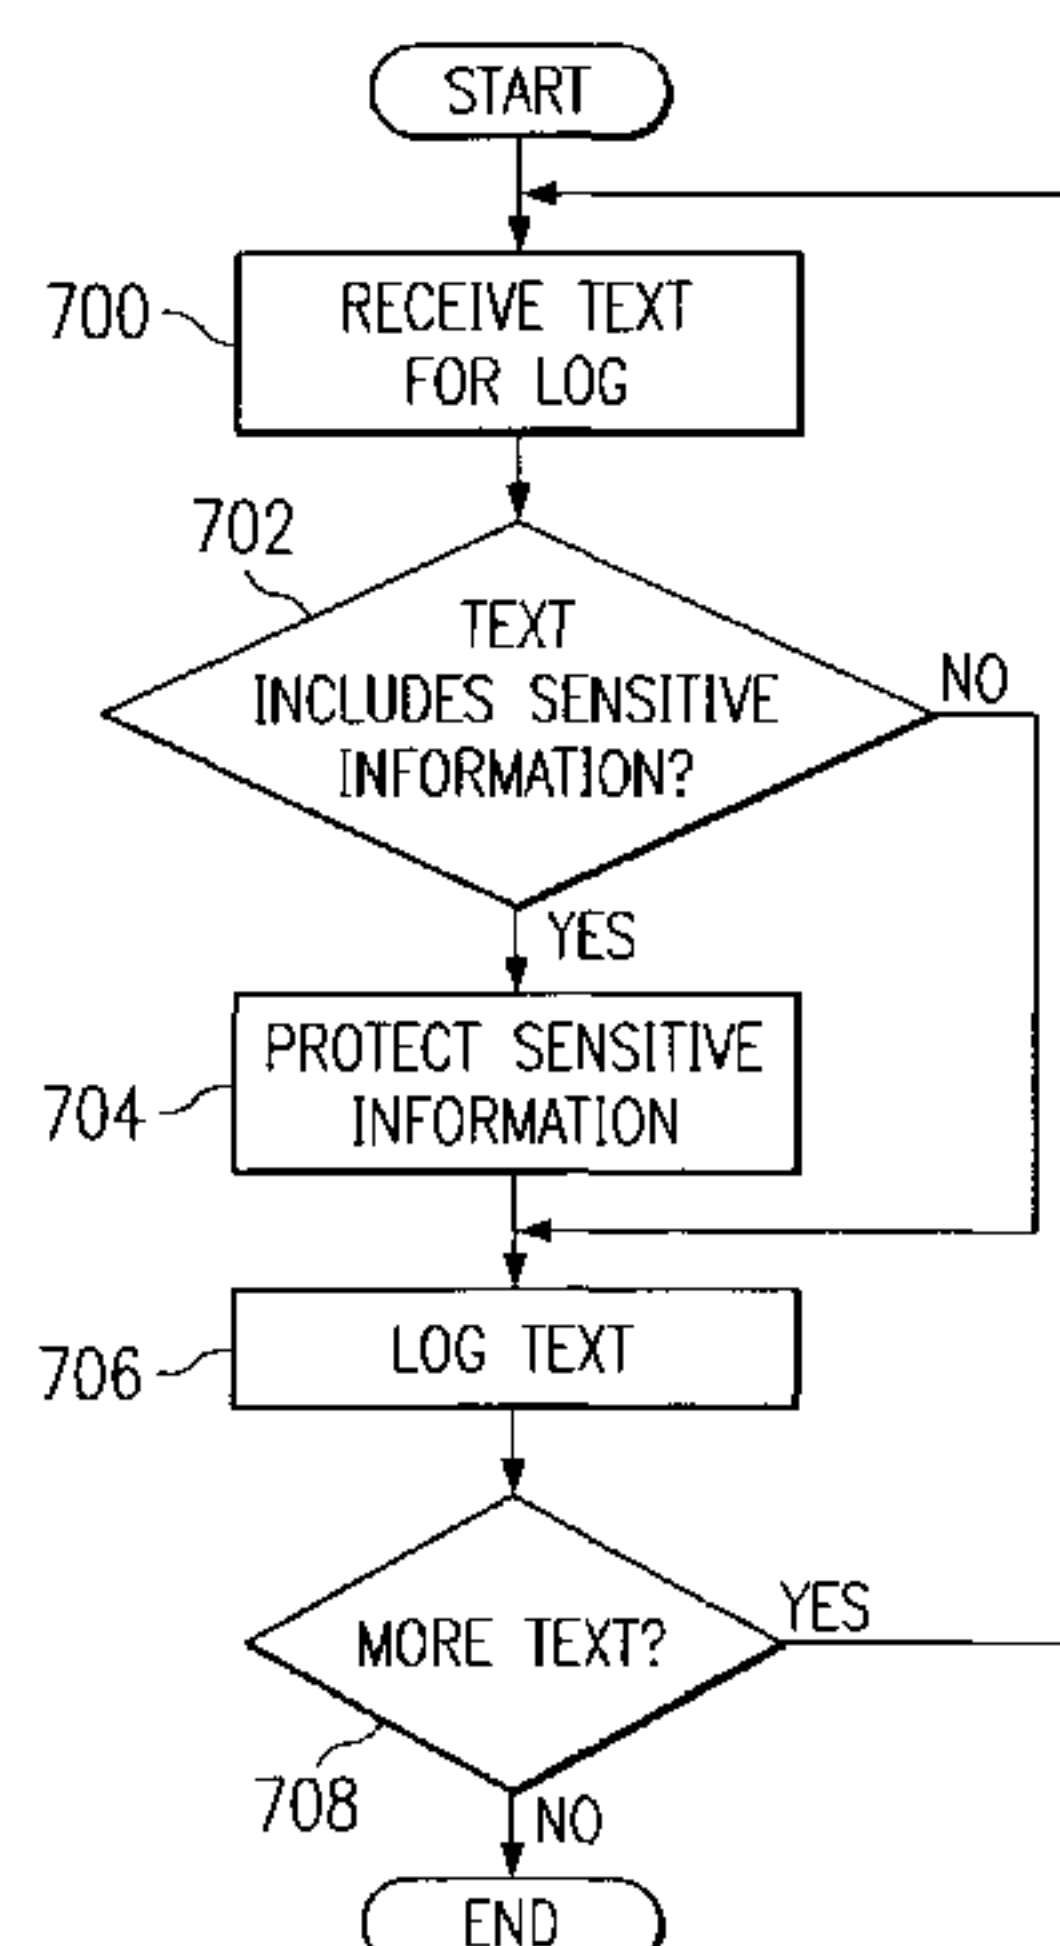 START
700
RECEIVE TEXT
FOR LOG
702
TEXT
INCLUDES SENSITIVE
INFORMATION?
NO
YES
704
PROTECT SENSITIVE
INFORMATION
706
LOG TEXT
MORE TEXT?
YES
708
NO
END